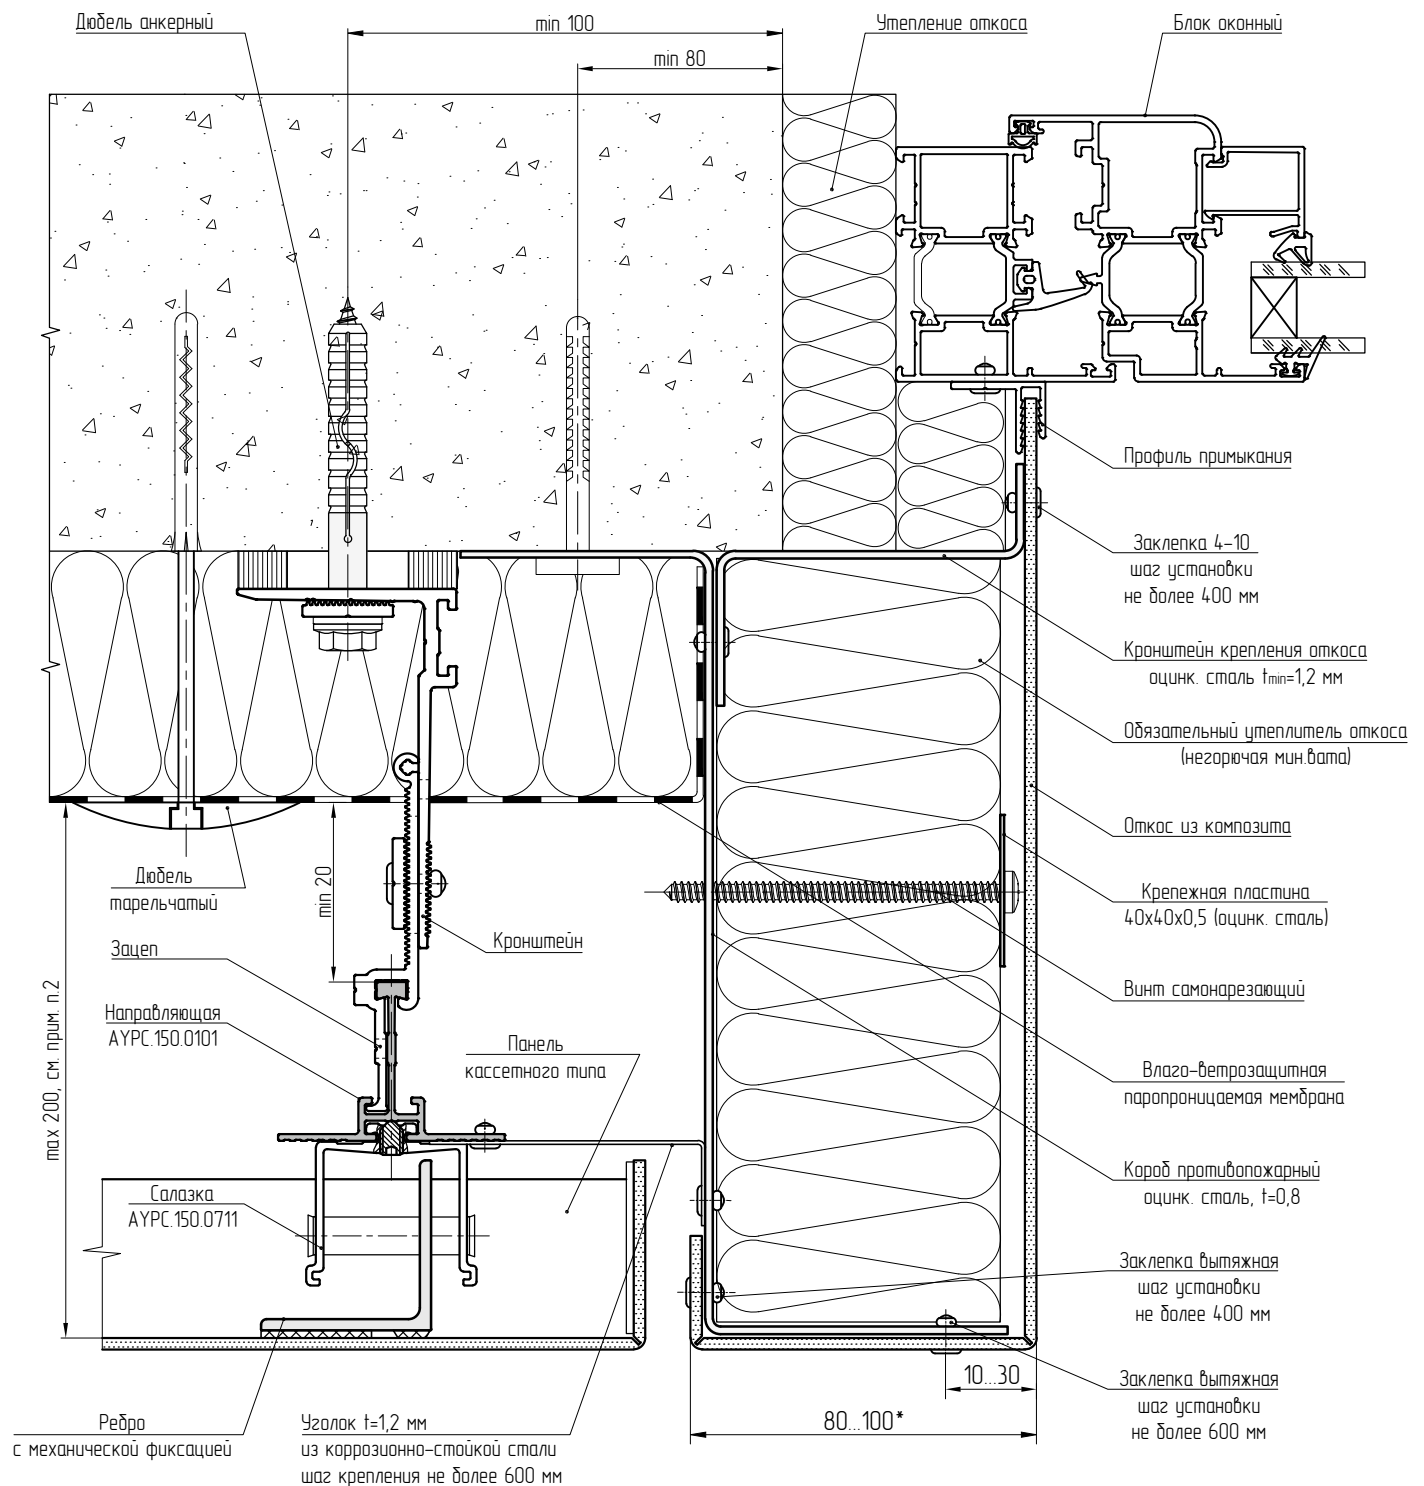 Дюбель анкерный
min 100
Утепление откоса
Блок оконный
min 80
Профиль примыкания
Заклепка 4-10
шаг установки
не более 400 мм
Кронштейн крепления откоса
оцинк. сталь tmin=1,2 мм
Обязательный утеплитель откоса
(негорючая мин.вата)
Откос из композита
Дюбель
тарельчатый
min 20
Крепежная пластина
40х40х0,5 (оцинк. сталь)
Кронштейн
Зацеп
Винт самонарезающий
Направляющая
AYPC.150.0101
max 200, см. прим. п.2
Панель
кассетного типа
Влаго-ветрозащитная
паропроницаемая мембрана
Салазка
AYPC.150.0711
Короб противопожарный
оцинк. сталь, t=0,8
Заклепка вытяжная
шаг установки
не более 400 мм
10...30
Заклепка вытяжная
шаг установки
не более 600 мм
80...100*
Ребро
с механической фиксацией
Уголок t=1,2 мм
из коррозионно-стойкой стали
шаг крепления не более 600 мм